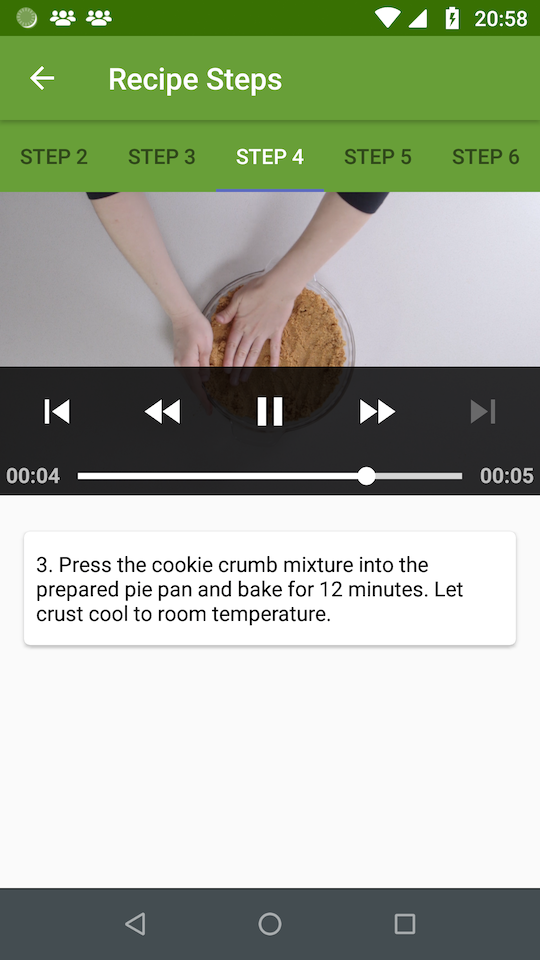 20:58
Recipe Steps
STEP 2 STEP 3 STEP 4 STEP 5 STEP 6
00:04 00:05
3. Press the cookie crumb mixture into the
prepared pie pan and bake for 12 minutes. Let
crust cool to room temperature.